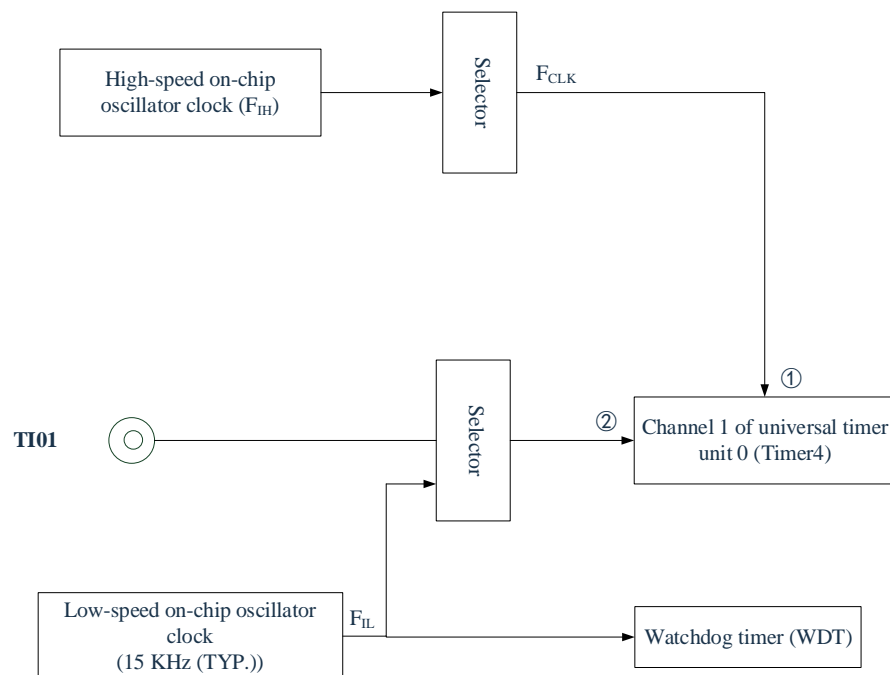 High-speed on-chip
oscillator clock (FIH)
Selector
FCLK
①
TI01
Selector
②
Channel 1 of universal timer
unit 0 (Timer4)
Low-speed on-chip oscillator
clock
(15 KHz (TYP.))
FIL
Watchdog timer (WDT)